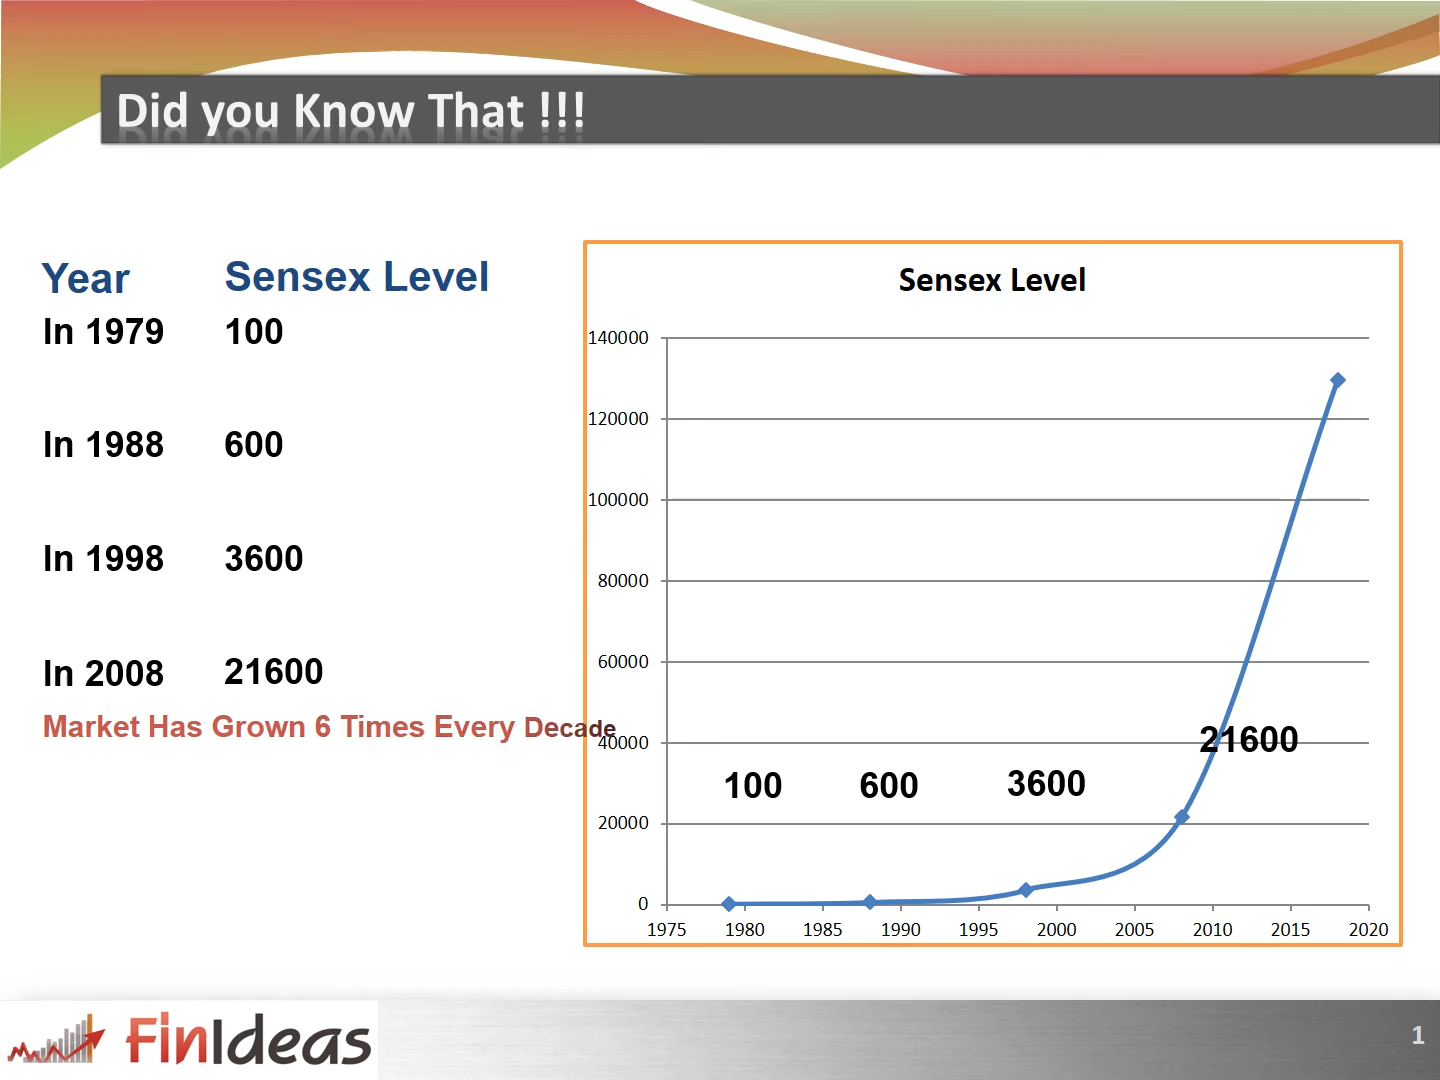 Did you Know That !!!
Year Sensex Level
In 1979 100
In 1988 600
In 1998 3600
In 2008 21600
Market Has Grown 6 Times Every Decade
Sensex Level
140000
120000
100000
80000
60000
40000
20000
0
100 600 3600 21600
1975 1980 1985 1990 1995 2000 2005 2010 2015 2020
FinIdeas
1